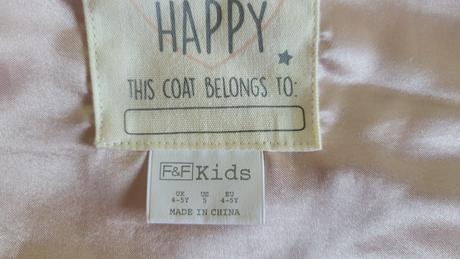 HAPPY
THIS COAT BELONGS TO:
F&F Kids
UK US EU
4-5Y 5 4-5Y
MADE IN CHINA